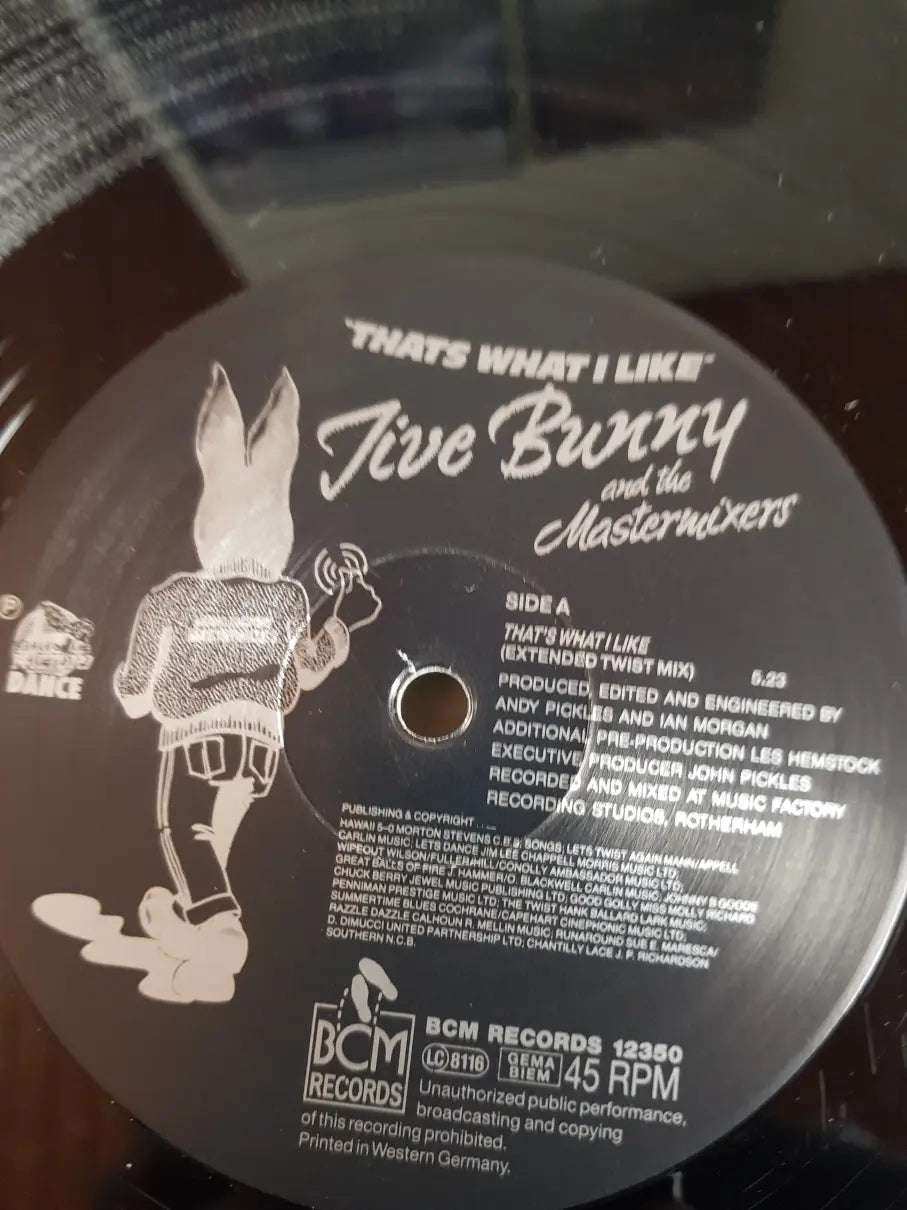 "THATS WHAT I LIKE"
Jive Bunny
and the
Mastermixers
SIDE A
THAT'S WHAT I LIKE
(EXTENDED TWIST MIX) 5.23
PRODUCED, EDITED AND ENGINEERED BY
ANDY PICKLES AND IAN MORGAN
ADDITIONAL PRE-PRODUCTION LES HEMSTOCK
EXECUTIVE PRODUCER JOHN PICKLES
RECORDED AND MIXED AT MUSIC FACTORY
RECORDING STUDIOS, ROTHERHAM
℗
MUSIC
FACTORY
DANCE
PUBLISHING & COPYRIGHT...
HAWAII 5-0 MORTON STEVENS C.B.S. SONGS; LETS TWIST AGAIN MANN/APPELL
CARLIN MUSIC; LETS DANCE JIM LEE CHAPPELL MORRIS MUSIC LTD;
WIPEOUT WILSON/FULLER/HILL/CONOLLY AMBASSADOR MUSIC LTD;
GREAT BALLS OF FIRE J. HAMMER/O. BLACKWELL CARLIN MUSIC; JOHNNY B GOODE
CHUCK BERRY JEWEL MUSIC PUBLISHING LTD; GOOD GOLLY MISS MOLLY RICHARD
PENNIMAN PRESTIGE MUSIC LTD; THE TWIST HANK BALLARD LARK MUSIC;
SUMMERTIME BLUES COCHRANE/CAPEHART CINEPHONIC MUSIC LTD;
RAZZLE DAZZLE CALHOUN R. MELLIN MUSIC; RUNAROUND SUE E. MARESCA/
D. DIMUCCI UNITED PARTNERSHIP LTD; CHANTILLY LACE J. P. RICHARDSON
SOUTHERN N.C.B.
BCM
RECORDS
BCM RECORDS 12350
LC 8116 GEMA BIEM 45 RPM
Unauthorized public performance,
broadcasting and copying
of this recording prohibited.
Printed in Western Germany.